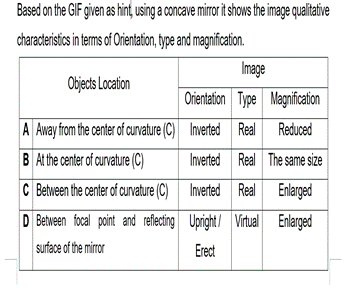 Based on the GIF given as hint, using a concave mirror it shows the image qualitative
characteristics in terms of Orientation, type and magnification.
Objects Location
Image
Orientation Type Magnification
A Away from the center of curvature (C) Inverted Real Reduced
B At the center of curvature (C) Inverted Real The same size
C Between the center of curvature (C) Inverted Real Enlarged
D Between focal point and reflecting Upright / Virtual Enlarged
surface of the mirror Erect